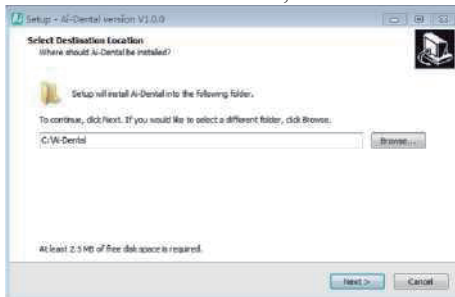 Setup - Ai-Dental version V1.0.0
Select Destination Location
Where should Ai-Dental be installed?
Setup will install Ai-Dental into the following folder.
To continue, click Next. If you would like to select a different folder, click Browse.
C:\Ai-Dental
Browse...
At least 2.5 MB of free disk space is required.
Next >
Cancel